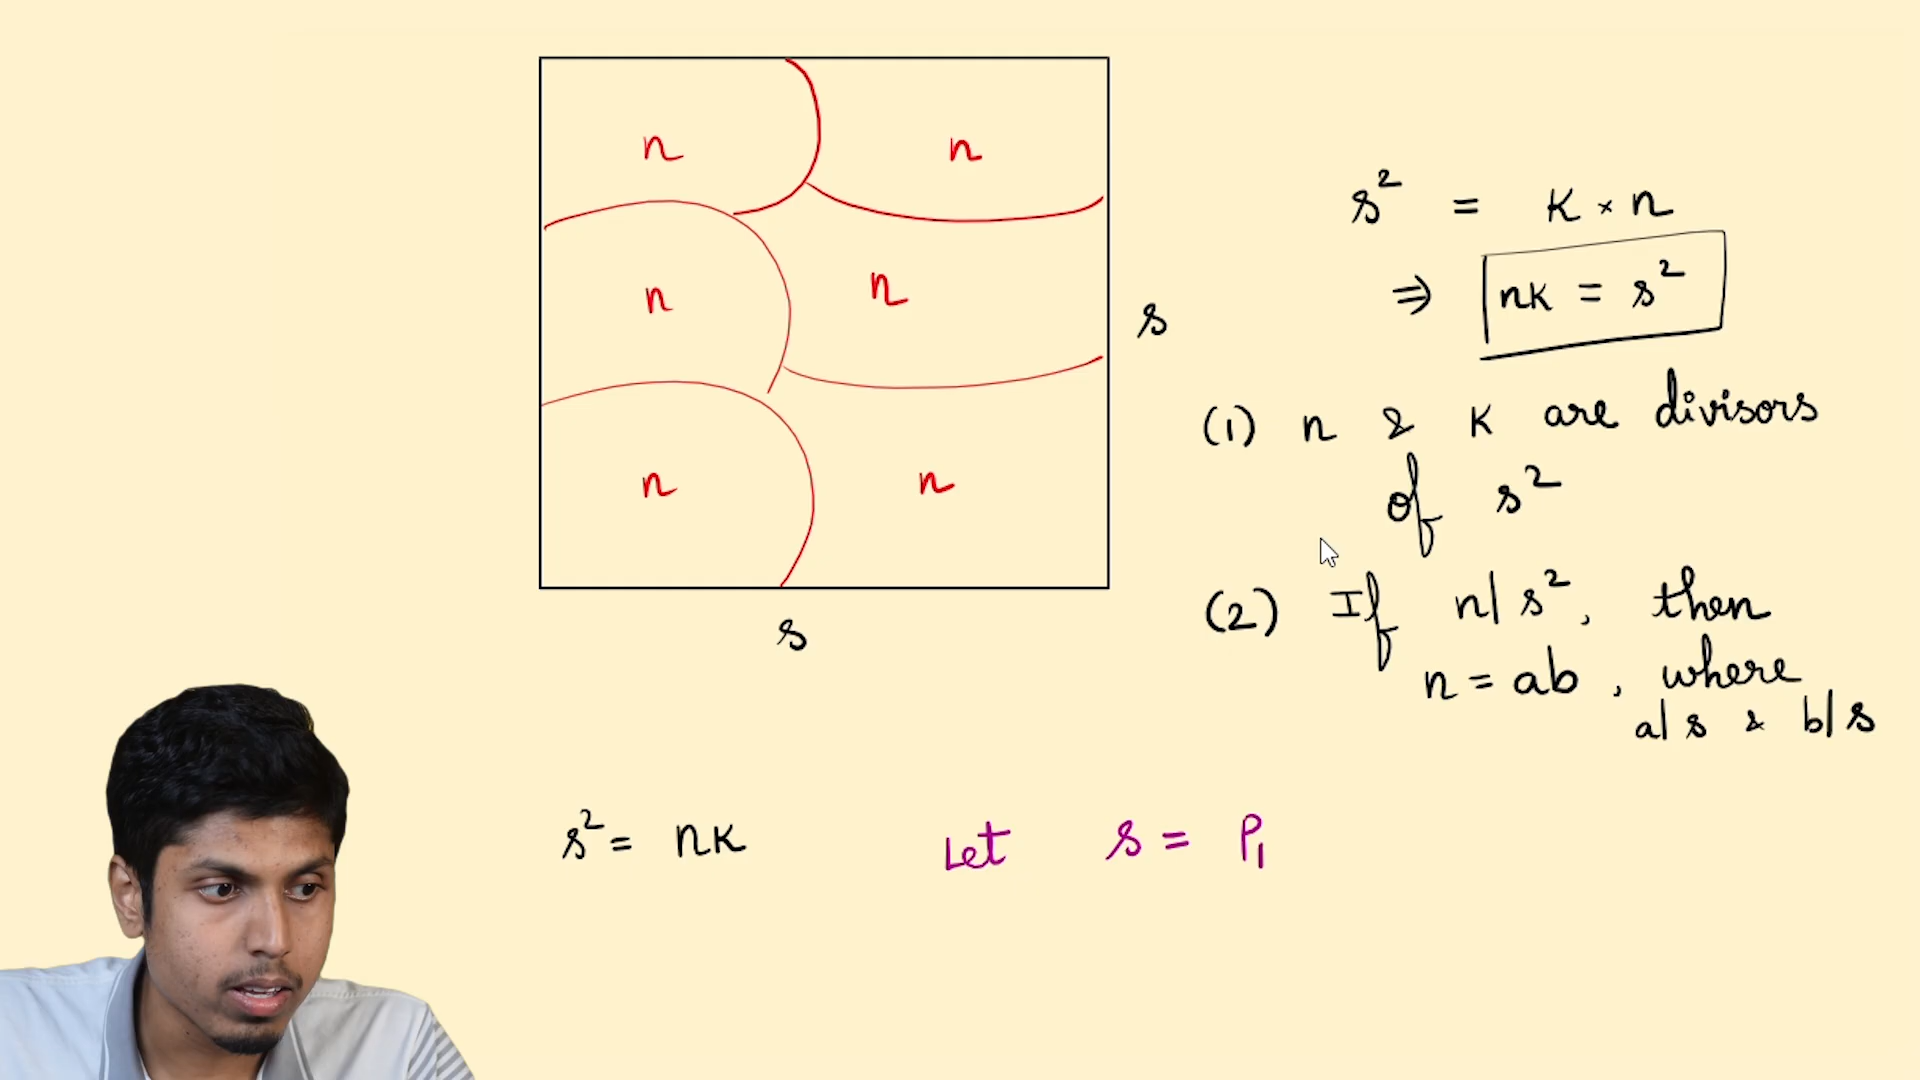 n n
n n
n n
s
s
s² = K × n
⇒ nK = s²
(1) n & K are divisors
of s²
(2) If n| s², then
n = ab , where
a| s & b| s
s² = nK Let s = P₁